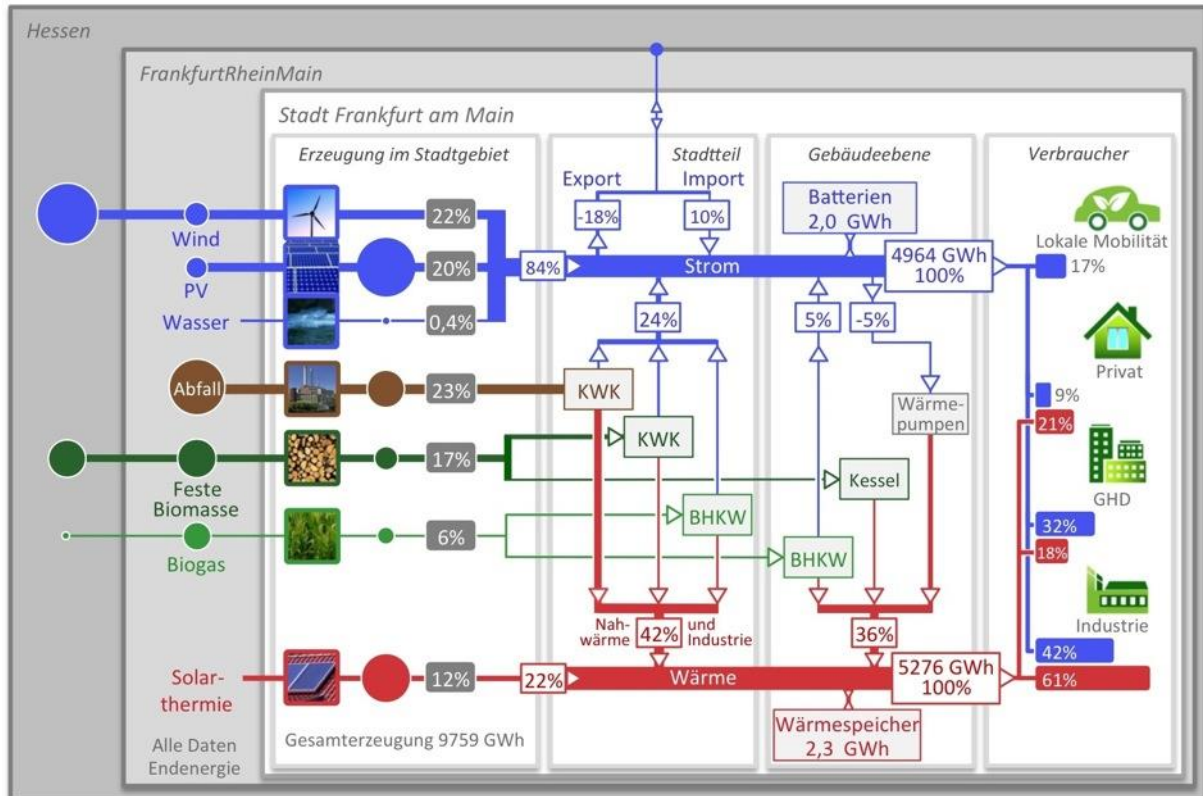 Hessen
FrankfurtRheinMain
Stadt Frankfurt am Main
Erzeugung im Stadtgebiet
Stadtteil
Gebäudeebene
Verbraucher
Export
Import
-18%
10%
Batterien
2,0 GWh
Lokale Mobilität
17%
Wind
22%
PV
20%
84%
Strom
4964 GWh
100%
Wasser
0,4%
24%
5%
-5%
Privat
9%
21%
Abfall
23%
KWK
Wärme-
pumpen
Feste
Biomasse
17%
KWK
Kessel
GHD
32%
18%
Biogas
6%
BHKW
BHKW
Industrie
42%
61%
Nah-
wärme
42%
und
Industrie
36%
Solar-
thermie
12%
22%
Wärme
5276 GWh
100%
Wärmespeicher
2,3 GWh
Alle Daten
Endenergie
Gesamterzeugung 9759 GWh